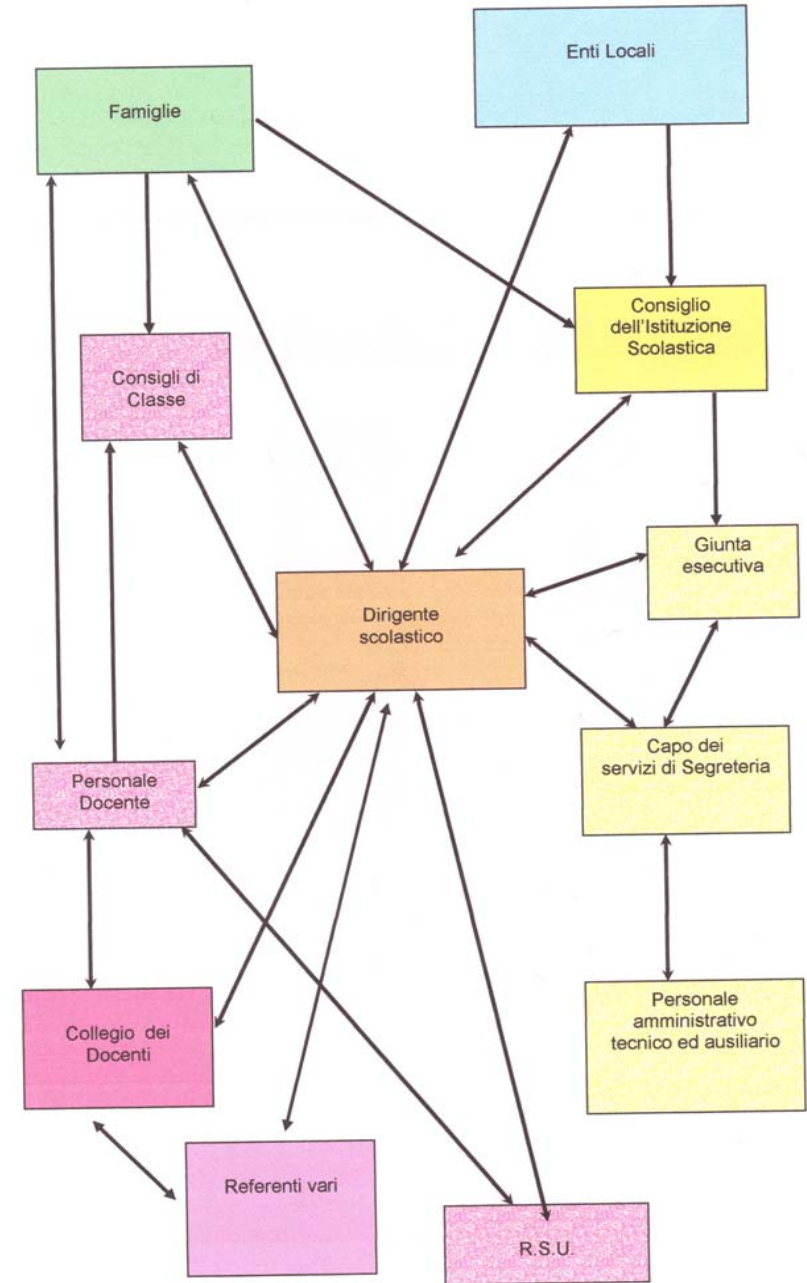 Enti Locali
Famiglie
Consiglio
dell'Istituzione
Scolastica
Consigli di
Classe
Giunta
esecutiva
Dirigente
scolastico
Capo dei
servizi di Segreteria
Personale
Docente
Personale
amministrativo
tecnico ed ausiliario
Collegio dei
Docenti
Referenti vari
R.S.U.